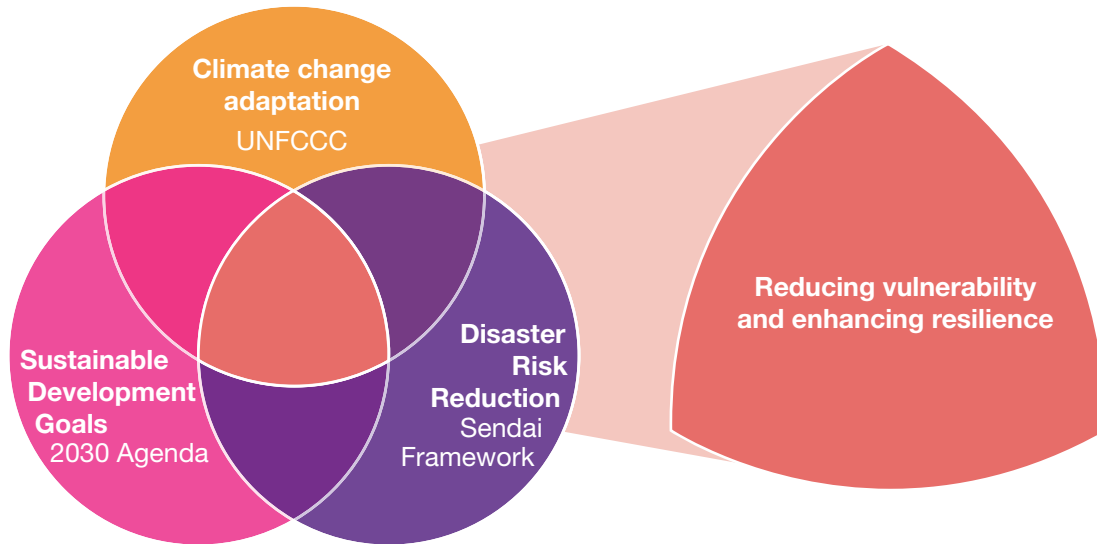 Climate change
adaptation
UNFCCC
Sustainable
Development
Goals
2030 Agenda
Disaster
Risk
Reduction
Sendai
Framework
Reducing vulnerability
and enhancing resilience